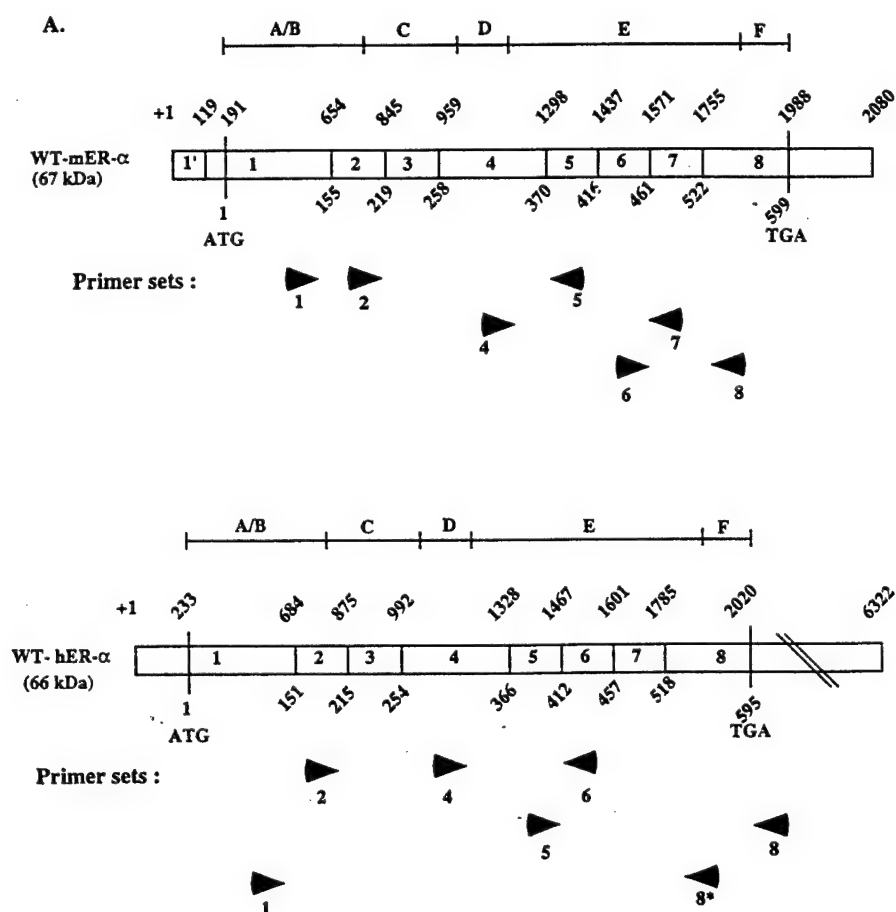 A.
A/B C D E F
+1 119 191 654 845 959 1298 1437 1571 1755 1988 2080
WT-mER-α
(67 kDa)
1' 1 2 3 4 5 6 7 8
1 155 219 258 370 416 461 522 599
ATG TGA
Primer sets :
1 2 5
4 7
6 8
A/B C D E F
+1 233 684 875 992 1328 1467 1601 1785 2020 6322
WT- hER-α
(66 kDa)
1 2 3 4 5 6 7 8
1 151 215 254 366 412 457 518 595
ATG TGA
Primer sets :
2 4 6
5 8
1 8*